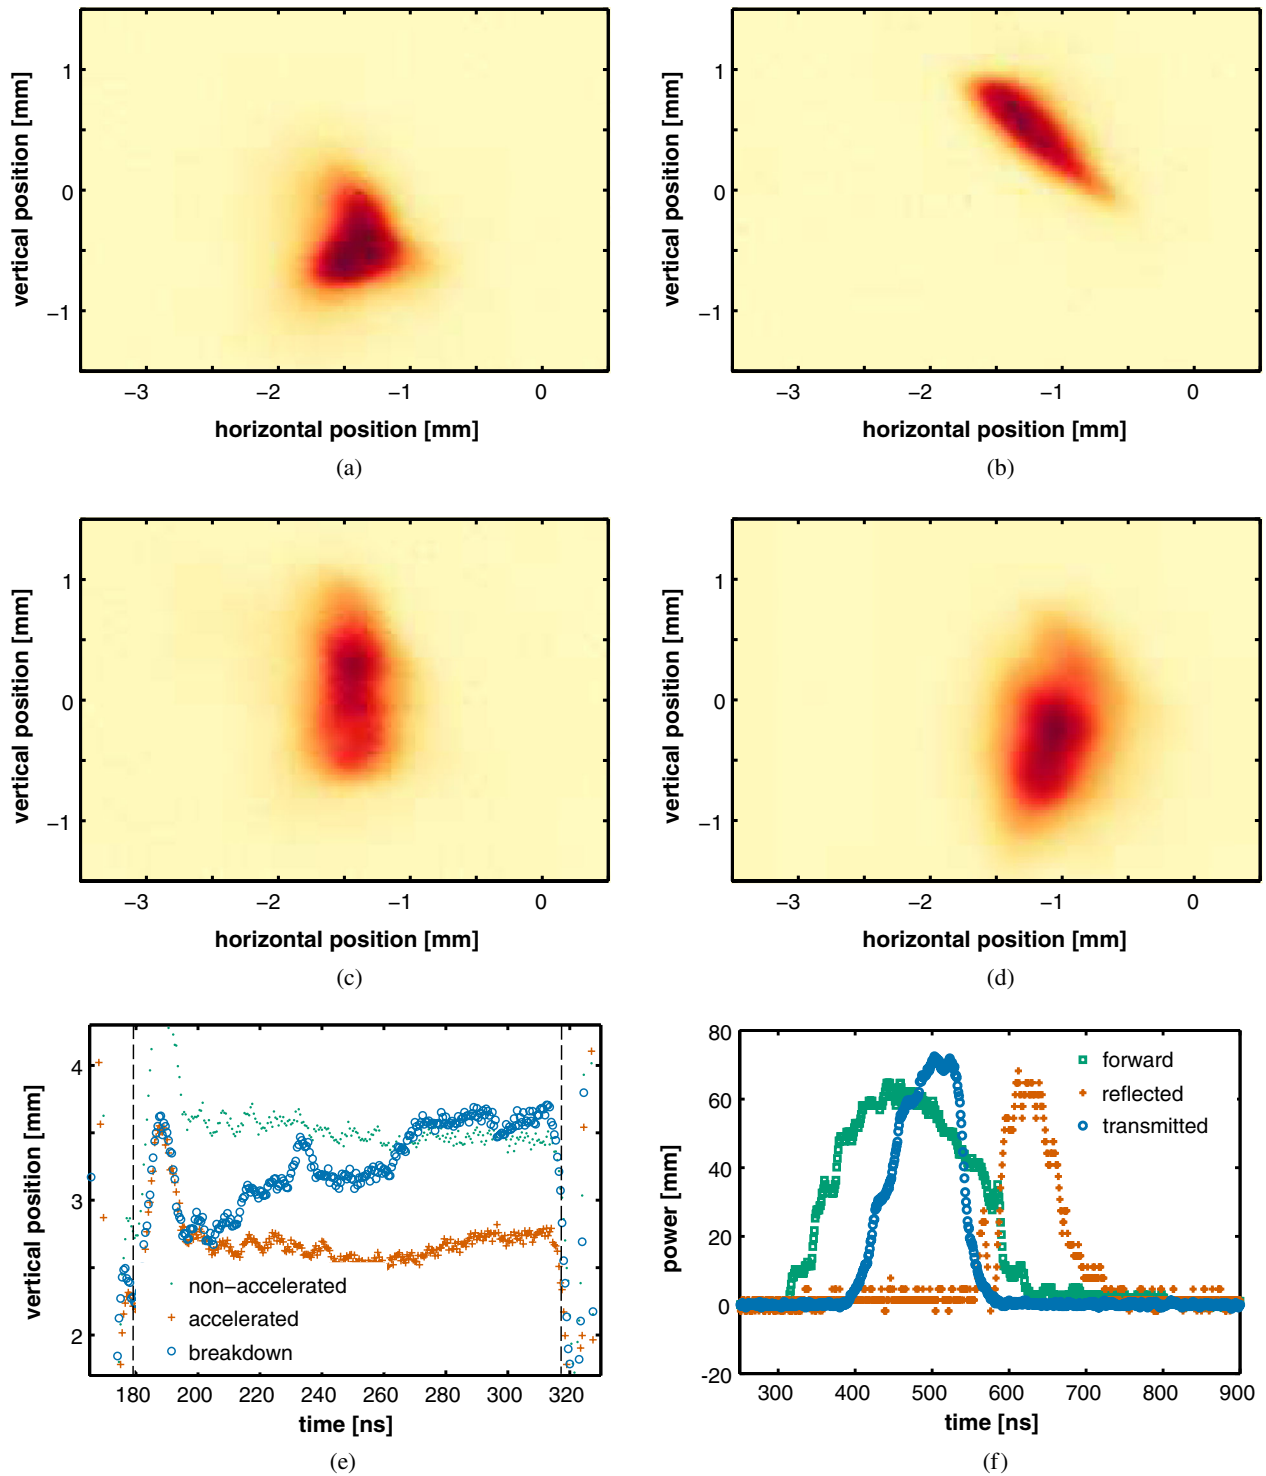 1
0
−1
vertical position [mm]
−3
−2
−1
0
horizontal position [mm]
(a)
1
0
−1
vertical position [mm]
−3
−2
−1
0
horizontal position [mm]
(b)
1
0
−1
vertical position [mm]
−3
−2
−1
0
horizontal position [mm]
(c)
1
0
−1
vertical position [mm]
−3
−2
−1
0
horizontal position [mm]
(d)
4
3
2
vertical position [mm]
non−accelerated
accelerated
breakdown
180
200
220
240
260
280
300
320
time [ns]
(e)
80
60
40
20
0
-20
power [mm]
forward
reflected
transmitted
300
400
500
600
700
800
900
time [ns]
(f)